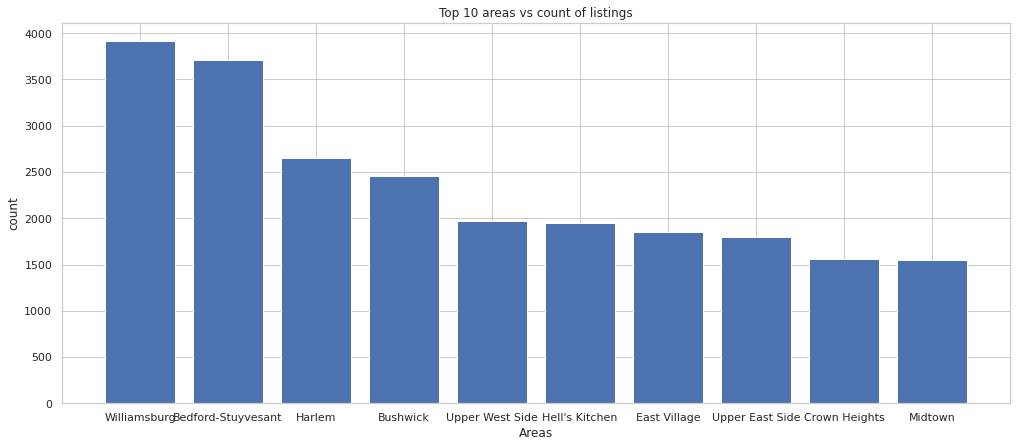 Top 10 areas vs count of listings
4000
3500
3000
2500
2000
1500
1000
500
0
count
Williamsburg Bedford-Stuyvesant Harlem Bushwick Upper West Side Hell's Kitchen East Village Upper East Side Crown Heights Midtown
Areas